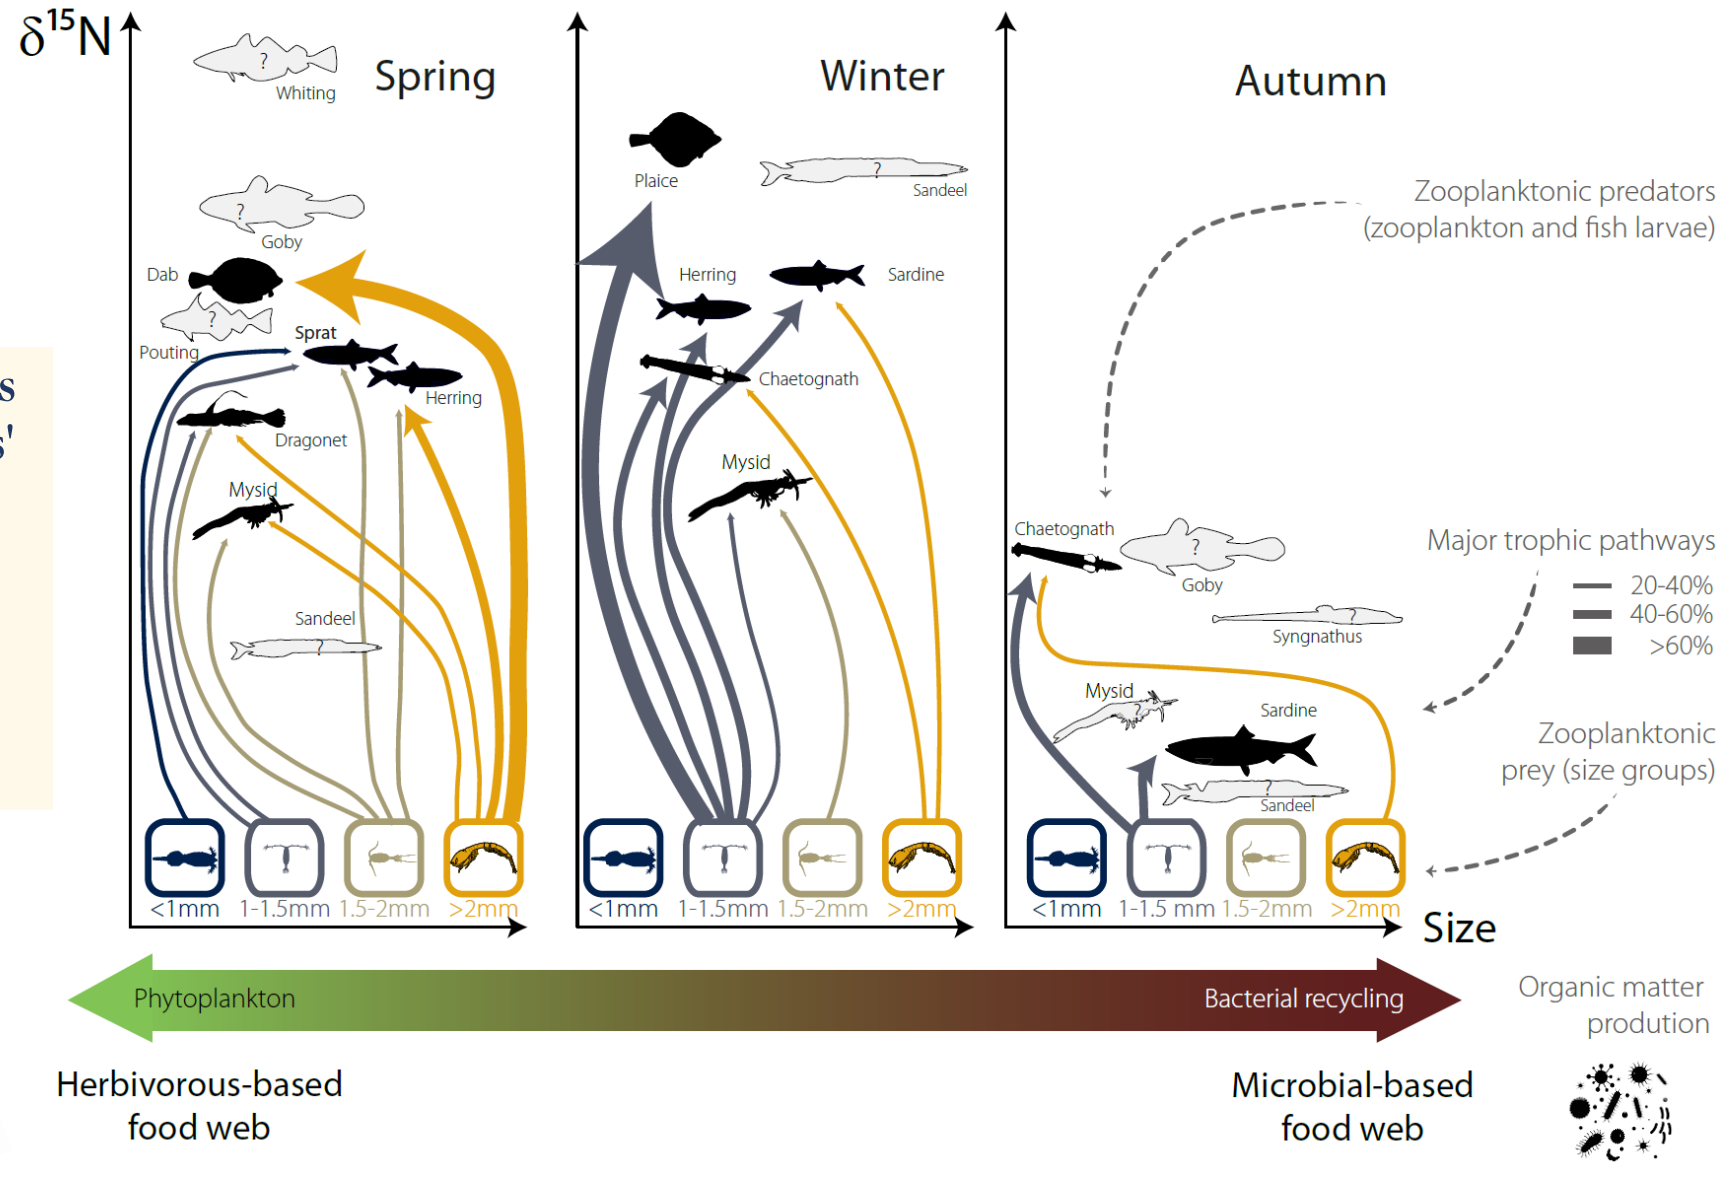 δ¹⁵N
Spring
Winter
Autumn
?
Whiting
?
Goby
Dab
?
Pouting
Sprat
Herring
Dragonet
Mysid
Sandeel
?
<1mm
1-1.5mm
1.5-2mm
>2mm
Plaice
?
Sandeel
Herring
Sardine
Chaetognath
Mysid
<1mm
1-1.5mm
1.5-2mm
>2mm
Chaetognath
?
Goby
?
Syngnathus
Mysid
?
Sardine
?
Sandeel
<1mm
1-1.5 mm
1.5-2mm
>2mm
Size
Zooplanktonic predators
(zooplankton and fish larvae)
Major trophic pathways
20-40%
40-60%
>60%
Zooplanktonic
prey (size groups)
s
s'
Phytoplankton
Bacterial recycling
Organic matter
prodution
Herbivorous-based
food web
Microbial-based
food web